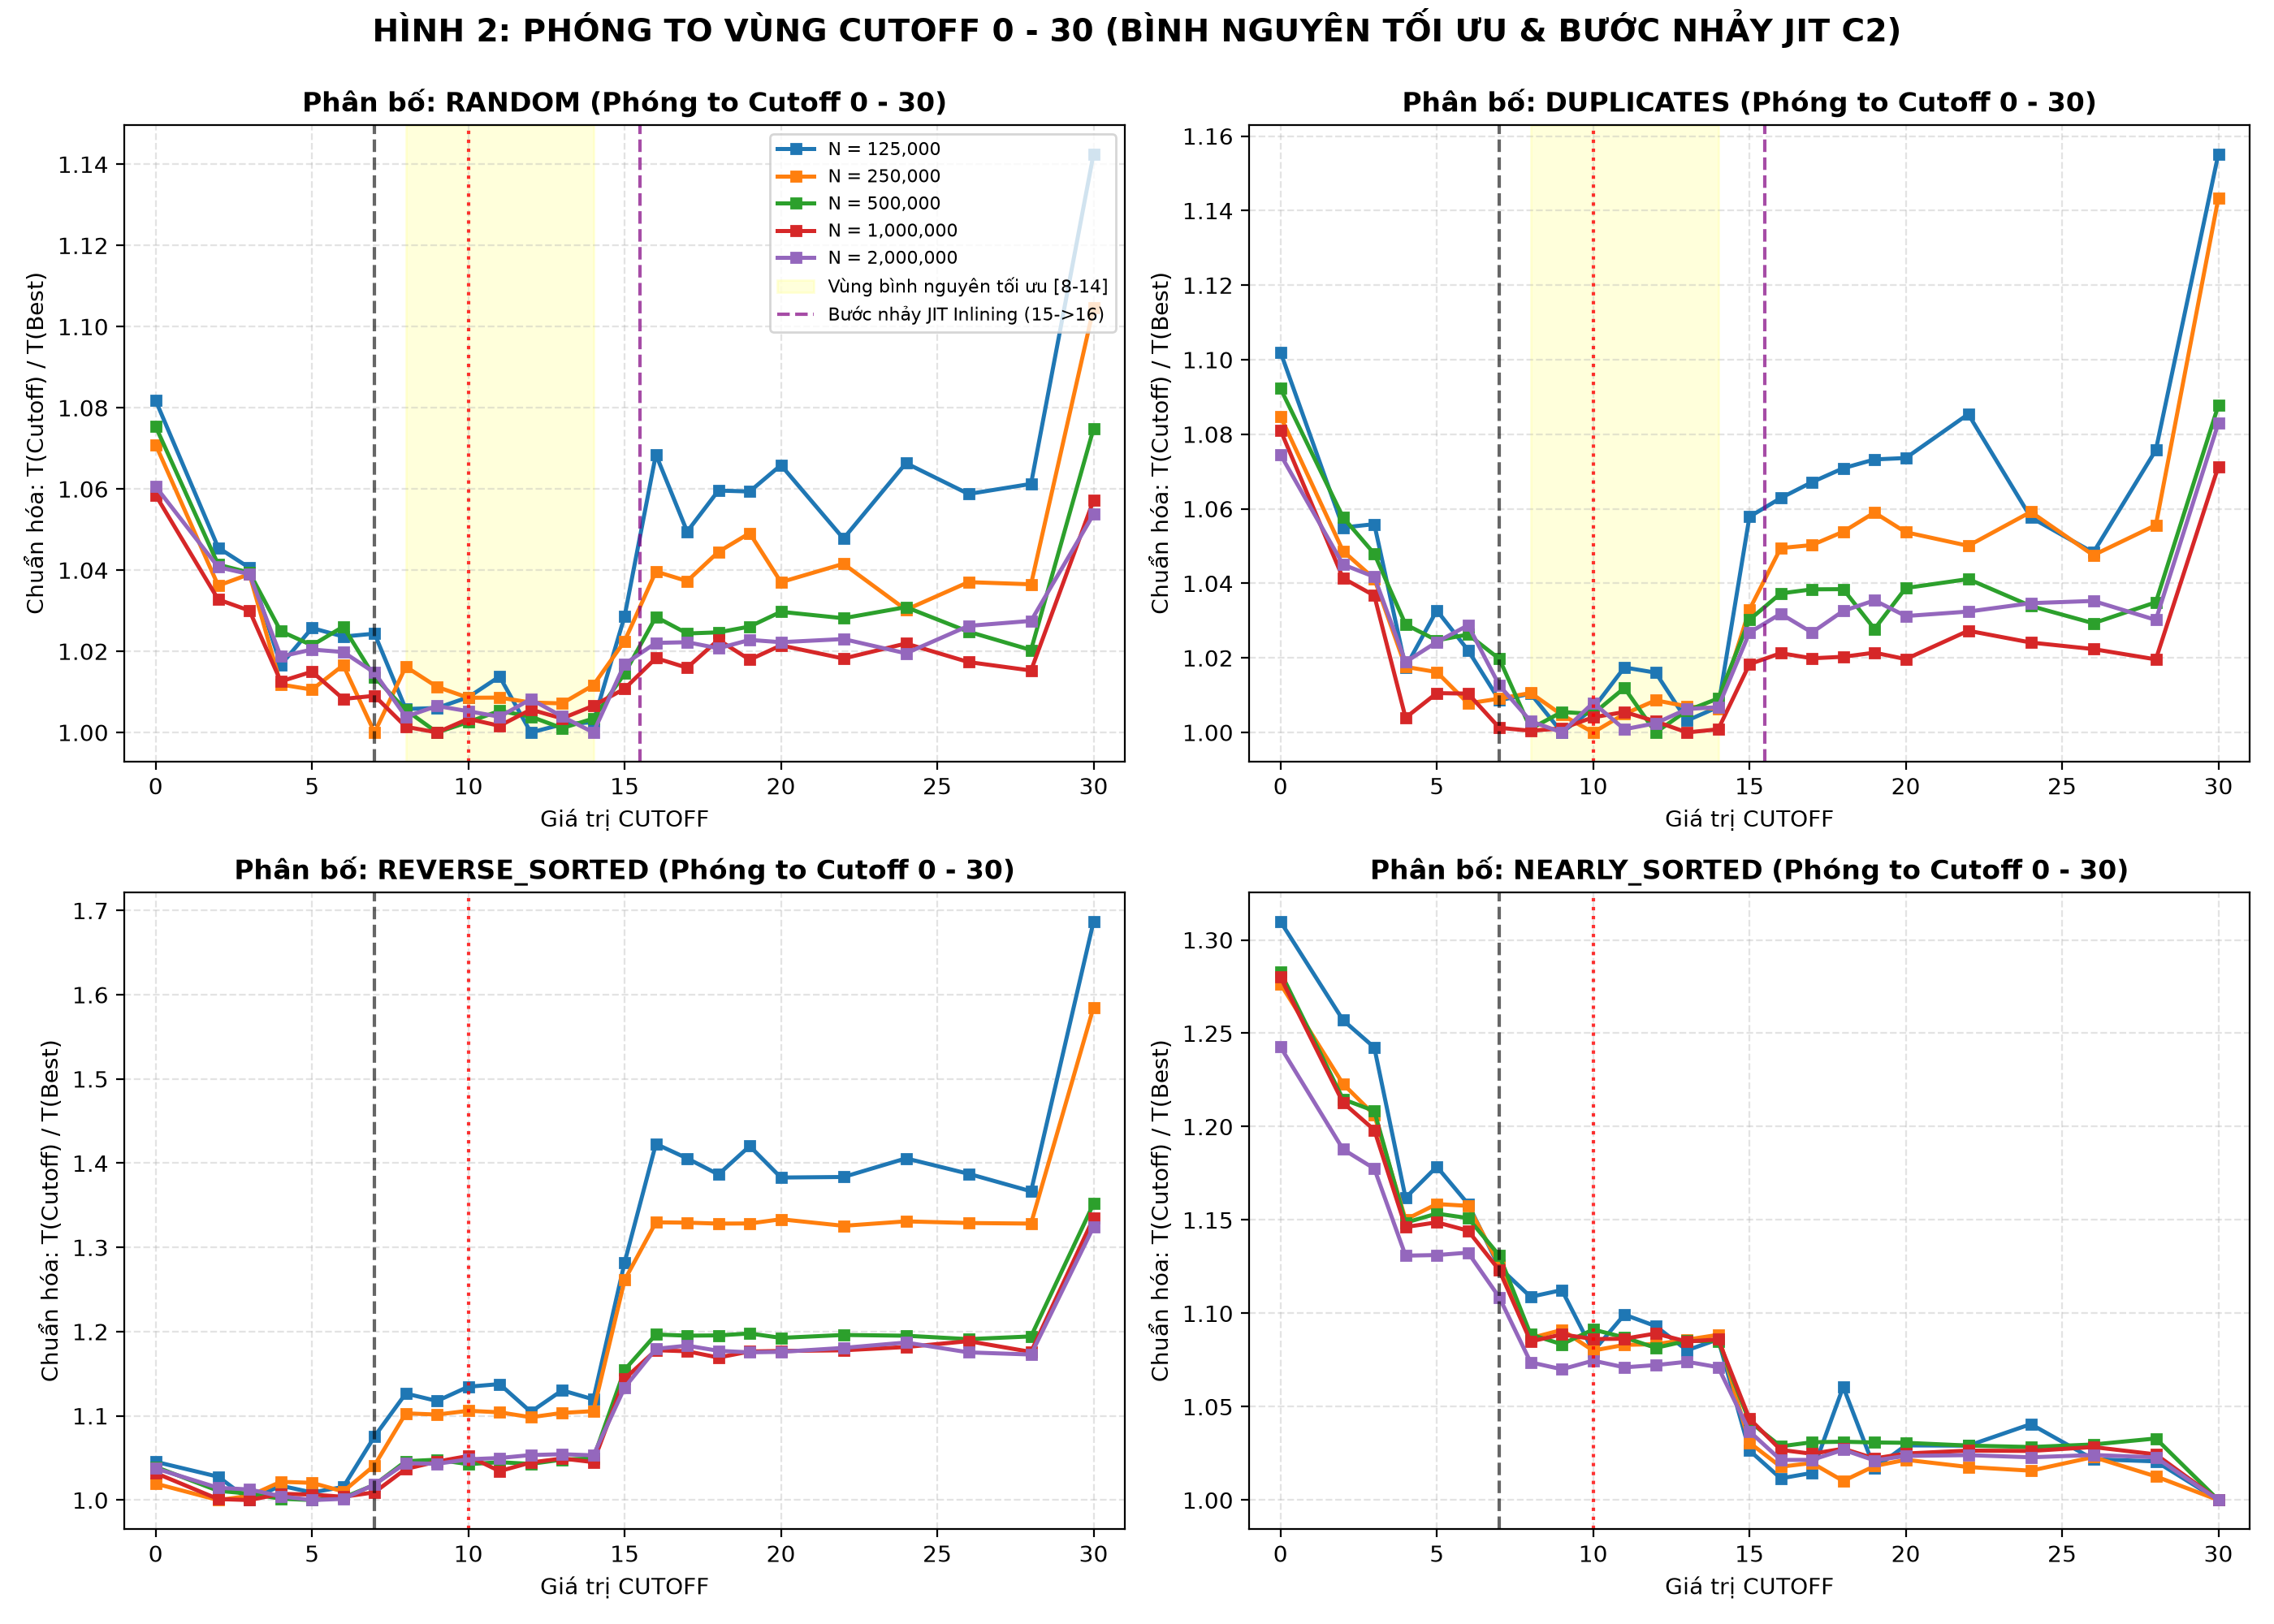 HÌNH 2: PHÓNG TO VÙNG CUTOFF 0 - 30 (BÌNH NGUYÊN TỐI ƯU & BƯỚC NHẢY JIT C2)
Phân bố: RANDOM (Phóng to Cutoff 0 - 30)
Chuẩn hóa: T(Cutoff) / T(Best)
1.14
1.12
1.10
1.08
1.06
1.04
1.02
1.00
N = 125,000
N = 250,000
N = 500,000
N = 1,000,000
N = 2,000,000
Vùng bình nguyên tối ưu [8-14]
Bước nhảy JIT Inlining (15->16)
0 5 10 15 20 25 30
Giá trị CUTOFF
Phân bố: DUPLICATES (Phóng to Cutoff 0 - 30)
Chuẩn hóa: T(Cutoff) / T(Best)
1.16
1.14
1.12
1.10
1.08
1.06
1.04
1.02
1.00
0 5 10 15 20 25 30
Giá trị CUTOFF
Phân bố: REVERSE_SORTED (Phóng to Cutoff 0 - 30)
Chuẩn hóa: T(Cutoff) / T(Best)
1.7
1.6
1.5
1.4
1.3
1.2
1.1
1.0
0 5 10 15 20 25 30
Giá trị CUTOFF
Phân bố: NEARLY_SORTED (Phóng to Cutoff 0 - 30)
Chuẩn hóa: T(Cutoff) / T(Best)
1.30
1.25
1.20
1.15
1.10
1.05
1.00
0 5 10 15 20 25 30
Giá trị CUTOFF